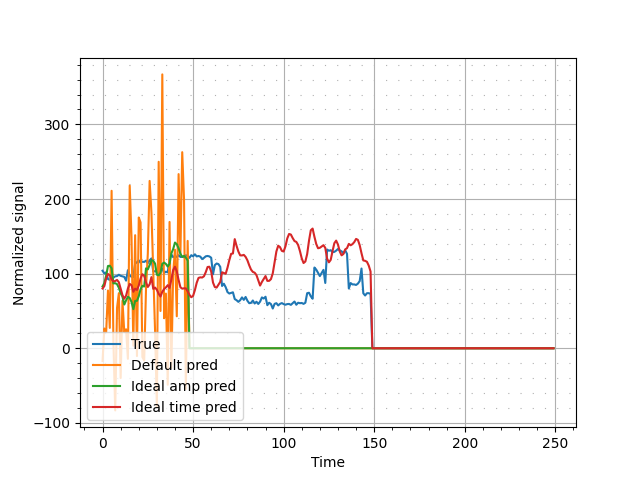 Normalized signal
300
200
100
0
−100
True
Default pred
Ideal amp pred
Ideal time pred
0 50 100 150 200 250
Time